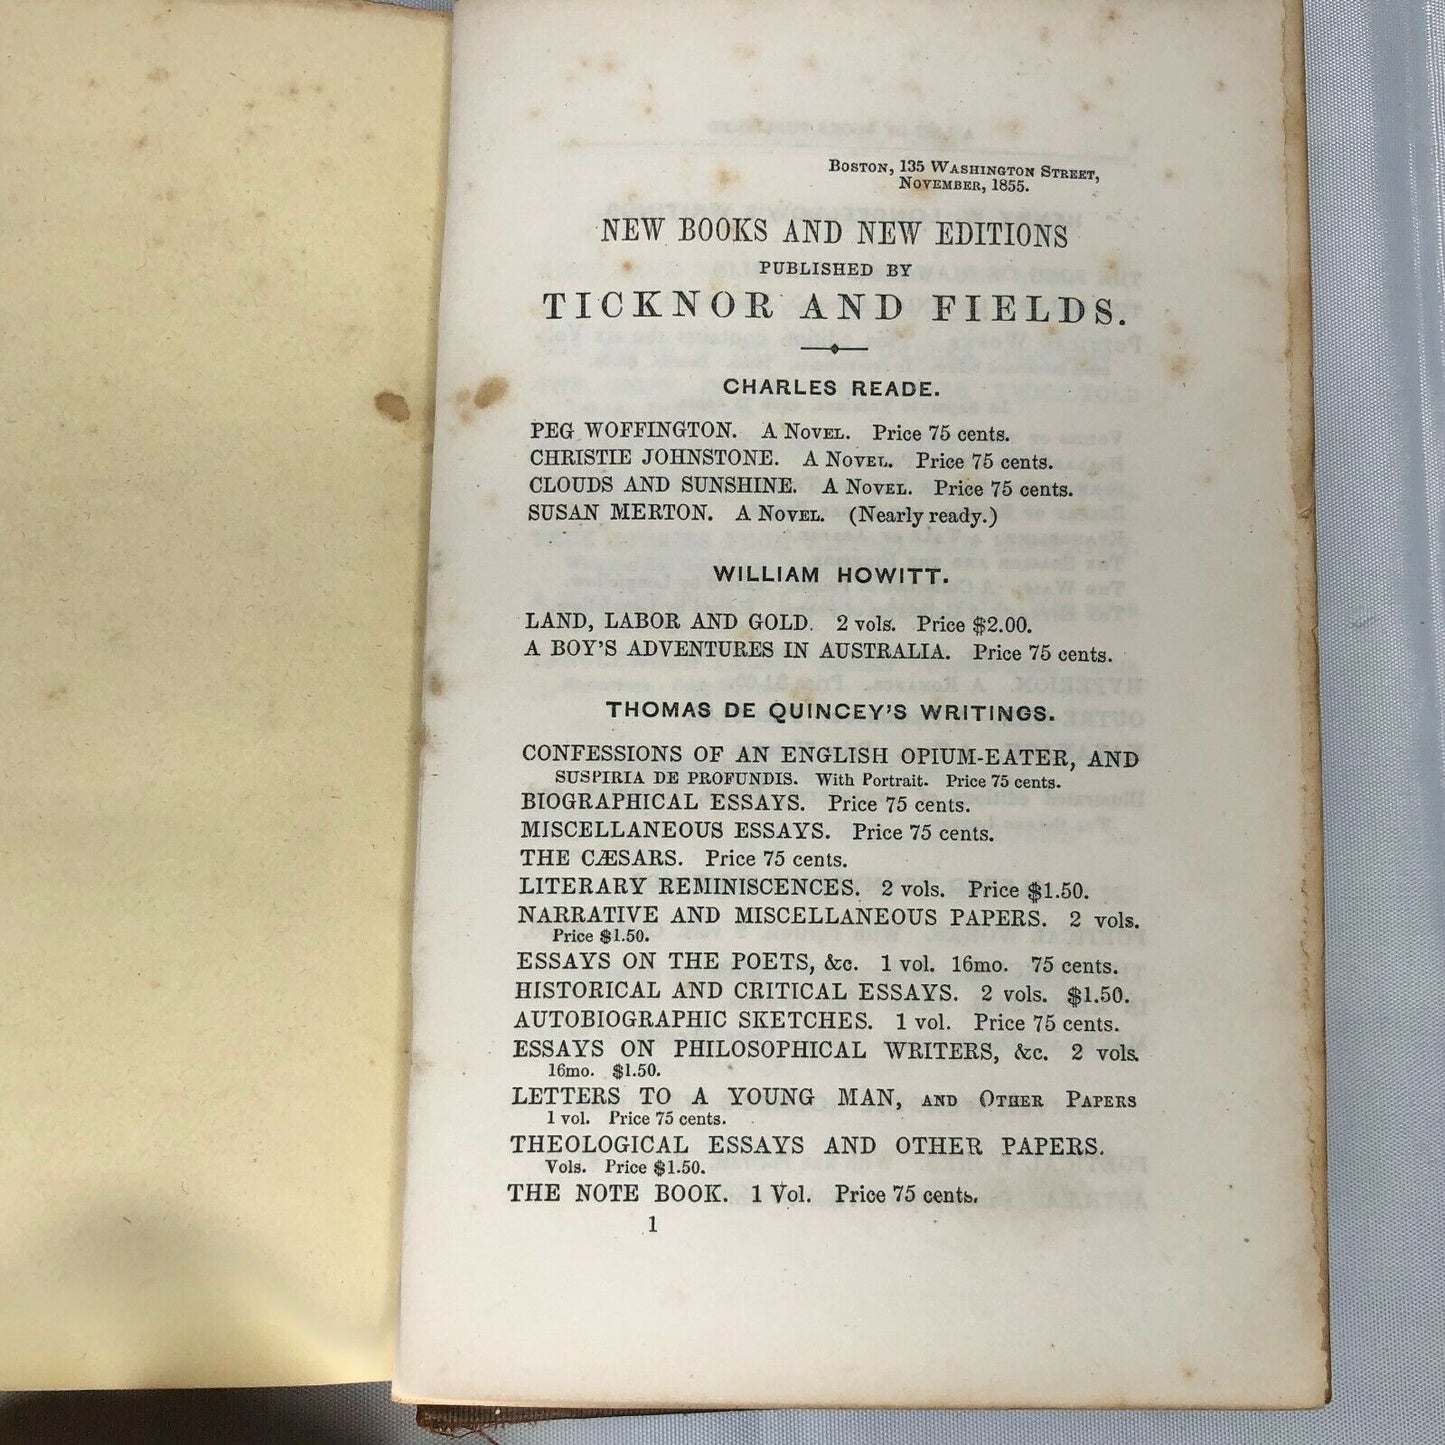 Boston, 135 Washington Street,
November, 1855.
NEW BOOKS AND NEW EDITIONS
PUBLISHED BY
TICKNOR AND FIELDS.
CHARLES READE.
PEG WOFFINGTON. A Novel. Price 75 cents.
CHRISTIE JOHNSTONE. A Novel. Price 75 cents.
CLOUDS AND SUNSHINE. A Novel. Price 75 cents.
SUSAN MERTON. A Novel. (Nearly ready.)
WILLIAM HOWITT.
LAND, LABOR AND GOLD. 2 vols. Price $2.00.
A BOY'S ADVENTURES IN AUSTRALIA. Price 75 cents.
THOMAS DE QUINCEY'S WRITINGS.
CONFESSIONS OF AN ENGLISH OPIUM-EATER, AND
SUSPIRIA DE PROFUNDIS. With Portrait. Price 75 cents.
BIOGRAPHICAL ESSAYS. Price 75 cents.
MISCELLANEOUS ESSAYS. Price 75 cents.
THE CÆSARS. Price 75 cents.
LITERARY REMINISCENCES. 2 vols. Price $1.50.
NARRATIVE AND MISCELLANEOUS PAPERS. 2 vols.
Price $1.50.
ESSAYS ON THE POETS, &c. 1 vol. 16mo. 75 cents.
HISTORICAL AND CRITICAL ESSAYS. 2 vols. $1.50.
AUTOBIOGRAPHIC SKETCHES. 1 vol. Price 75 cents.
ESSAYS ON PHILOSOPHICAL WRITERS, &c. 2 vols.
16mo. $1.50.
LETTERS TO A YOUNG MAN, and Other Papers
1 vol. Price 75 cents.
THEOLOGICAL ESSAYS AND OTHER PAPERS.
Vols. Price $1.50.
THE NOTE BOOK. 1 Vol. Price 75 cents.
1